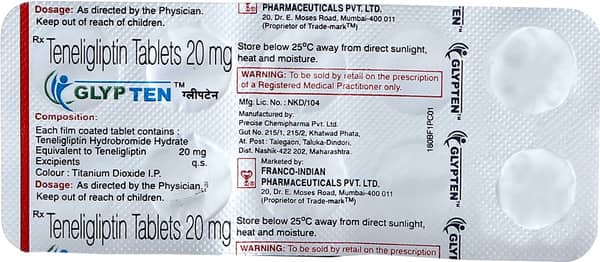 Dosage: As directed by the Physician.
Keep out of reach of children.
Rx Teneligliptin Tablets 20 mg
GLYPTEN™ ग्लीपटेन
Composition:
Each film coated tablet contains :
Teneligliptin Hydrobromide Hydrate
Equivalent to Teneligliptin 20 mg
Excipients q.s.
Colour : Titanium Dioxide I.P.
Dosage: As directed by the Physician.
Keep out of reach of children.
Rx Teneligliptin Tablets 20 mg
PHARMACEUTICALS PVT. LTD.
20, Dr. E. Moses Road, Mumbai-400 011
(Proprietor of Trade-mark™)
Store below 25°C away from direct sunlight,
heat and moisture.
WARNING: To be sold by retail on the prescription
of a Registered Medical Practitioner only.
Mfg. Lic. No. : NKD/104
Manufactured by:
Precise Chemipharma Pvt. Ltd.
Gut No. 215/1, 215/2, Khatwad Phata,
At. Post : Talegaon, Taluka-Dindori.
Dist. Nashik-422 202, Maharashtra.
Marketed by:
FRANCO-INDIAN
PHARMACEUTICALS PVT. LTD.
20, Dr. E. Moses Road, Mumbai-400 011
(Proprietor of Trade-mark™)
Store below 25°C away from direct sunlight,
heat and moisture.
WARNING: To be sold by retail on the prescription
GLYPTEN™
GLYPTEN